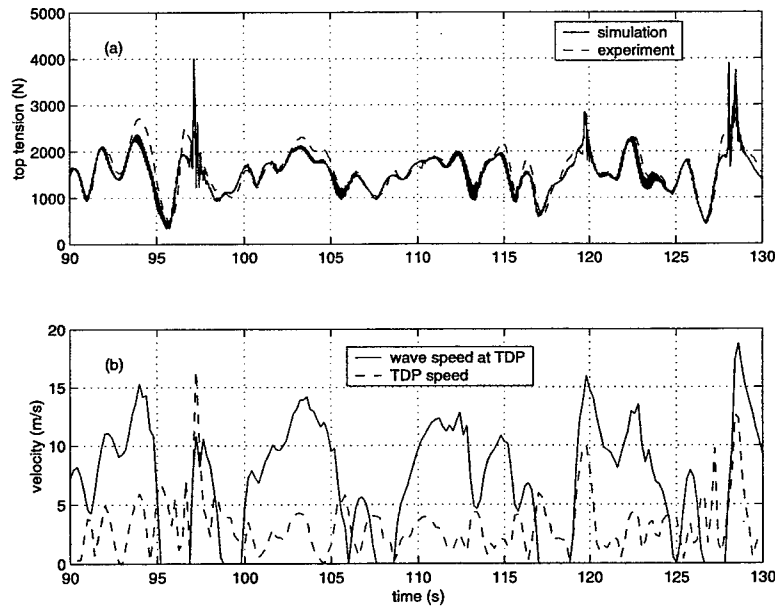 5000
(a)
simulation
experiment
4000
3000
top tension (N)
2000
1000
0
90 95 100 105 110 115 120 125 130
20
(b)
wave speed at TDP
TDP speed
15
velocity (m/s)
10
5
0
90 95 100 105 110 115 120 125 130
time (s)